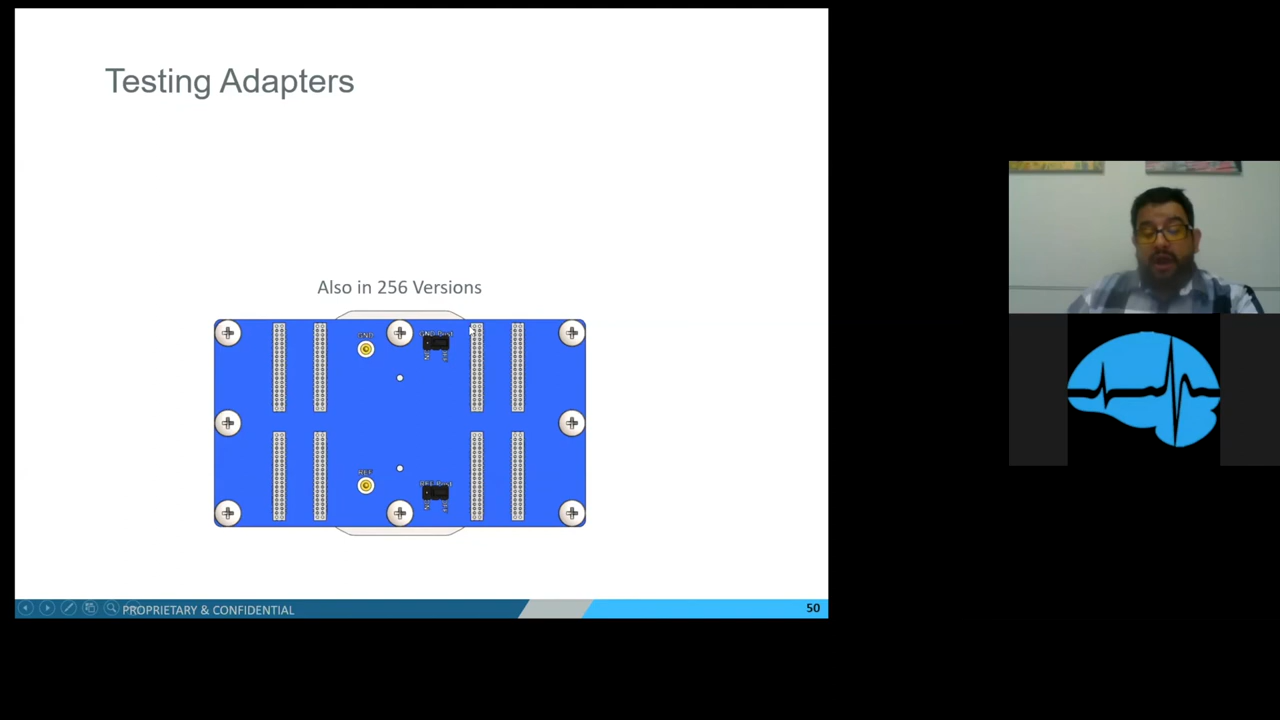 Testing Adapters
Also in 256 Versions
GND
REF
PROPRIETARY & CONFIDENTIAL
50